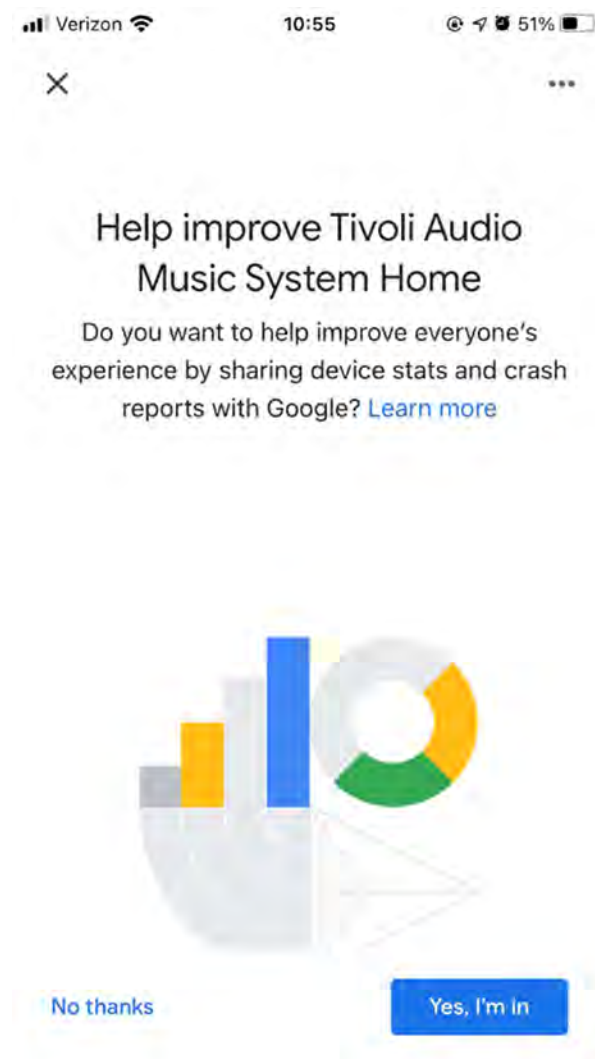 Verizon 10:55 51%
Help improve Tivoli Audio
Music System Home
Do you want to help improve everyone's
experience by sharing device stats and crash
reports with Google? Learn more
No thanks Yes, I'm in